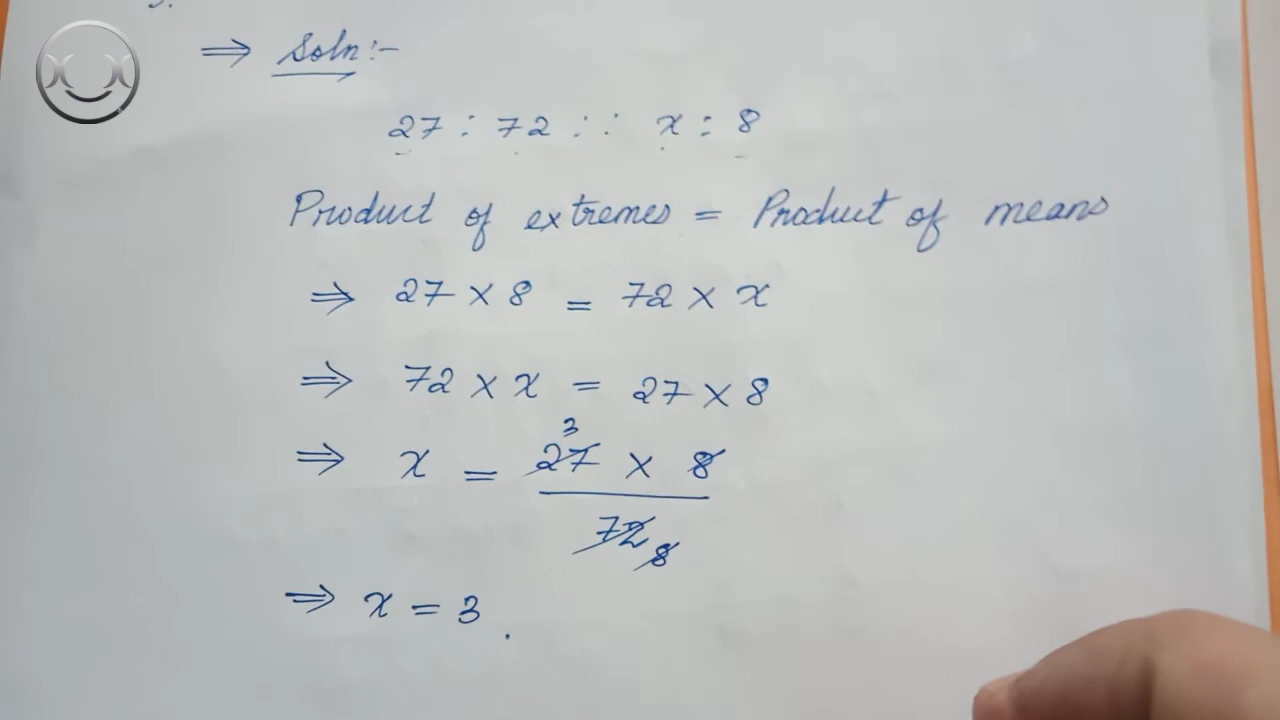 ⇒ Soln:-
27 : 72 :: x : 8
Product of extremes = Product of means
⇒ 27 × 8 = 72 × x
⇒ 72 × x = 27 × 8
3
⇒ x = 27 × 8
72 8
⇒ x = 3.